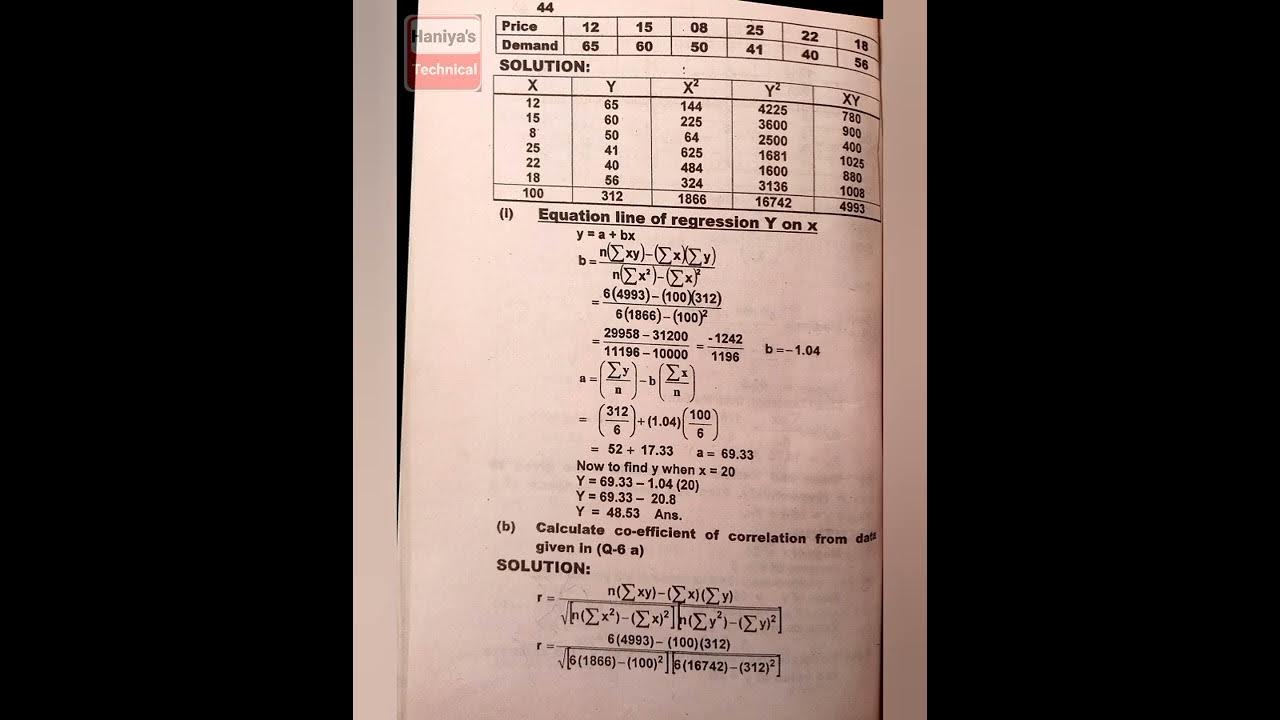 44
Haniya's
Technical
Price 12 15 08 25 22 18
Demand 65 60 50 41 40 56
SOLUTION:
X Y X² Y² XY
12 65 144 4225 780
15 60 225 3600 900
8 50 64 2500 400
25 41 625 1681 1025
22 40 484 1600 880
18 56 324 3136 1008
100 312 1866 16742 4993
(i) Equation line of regression Y on x
y = a + bx
b = n(∑xy)–(∑x)(∑y) / n(∑x²)–(∑x)²
= 6(4993) – (100)(312) / 6(1866) – (100)²
= 29958 – 31200 / 11196 – 10000 = -1242 / 1196 b = – 1.04
a = (∑y / n) – b (∑x / n)
= (312 / 6) + (1.04) (100 / 6)
= 52 + 17.33 a = 69.33
Now to find y when x = 20
Y = 69.33 – 1.04 (20)
Y = 69.33 – 20.8
Y = 48.53 Ans.
(b) Calculate co-efficient of correlation from data
given in (Q-6 a)
SOLUTION:
r = n(∑xy)–(∑x)(∑y) / √[n(∑x²)–(∑x)²][n(∑y²)–(∑y)²]
r = 6(4993) – (100)(312) / √[6(1866)–(100)²][6(16742)–(312)²]